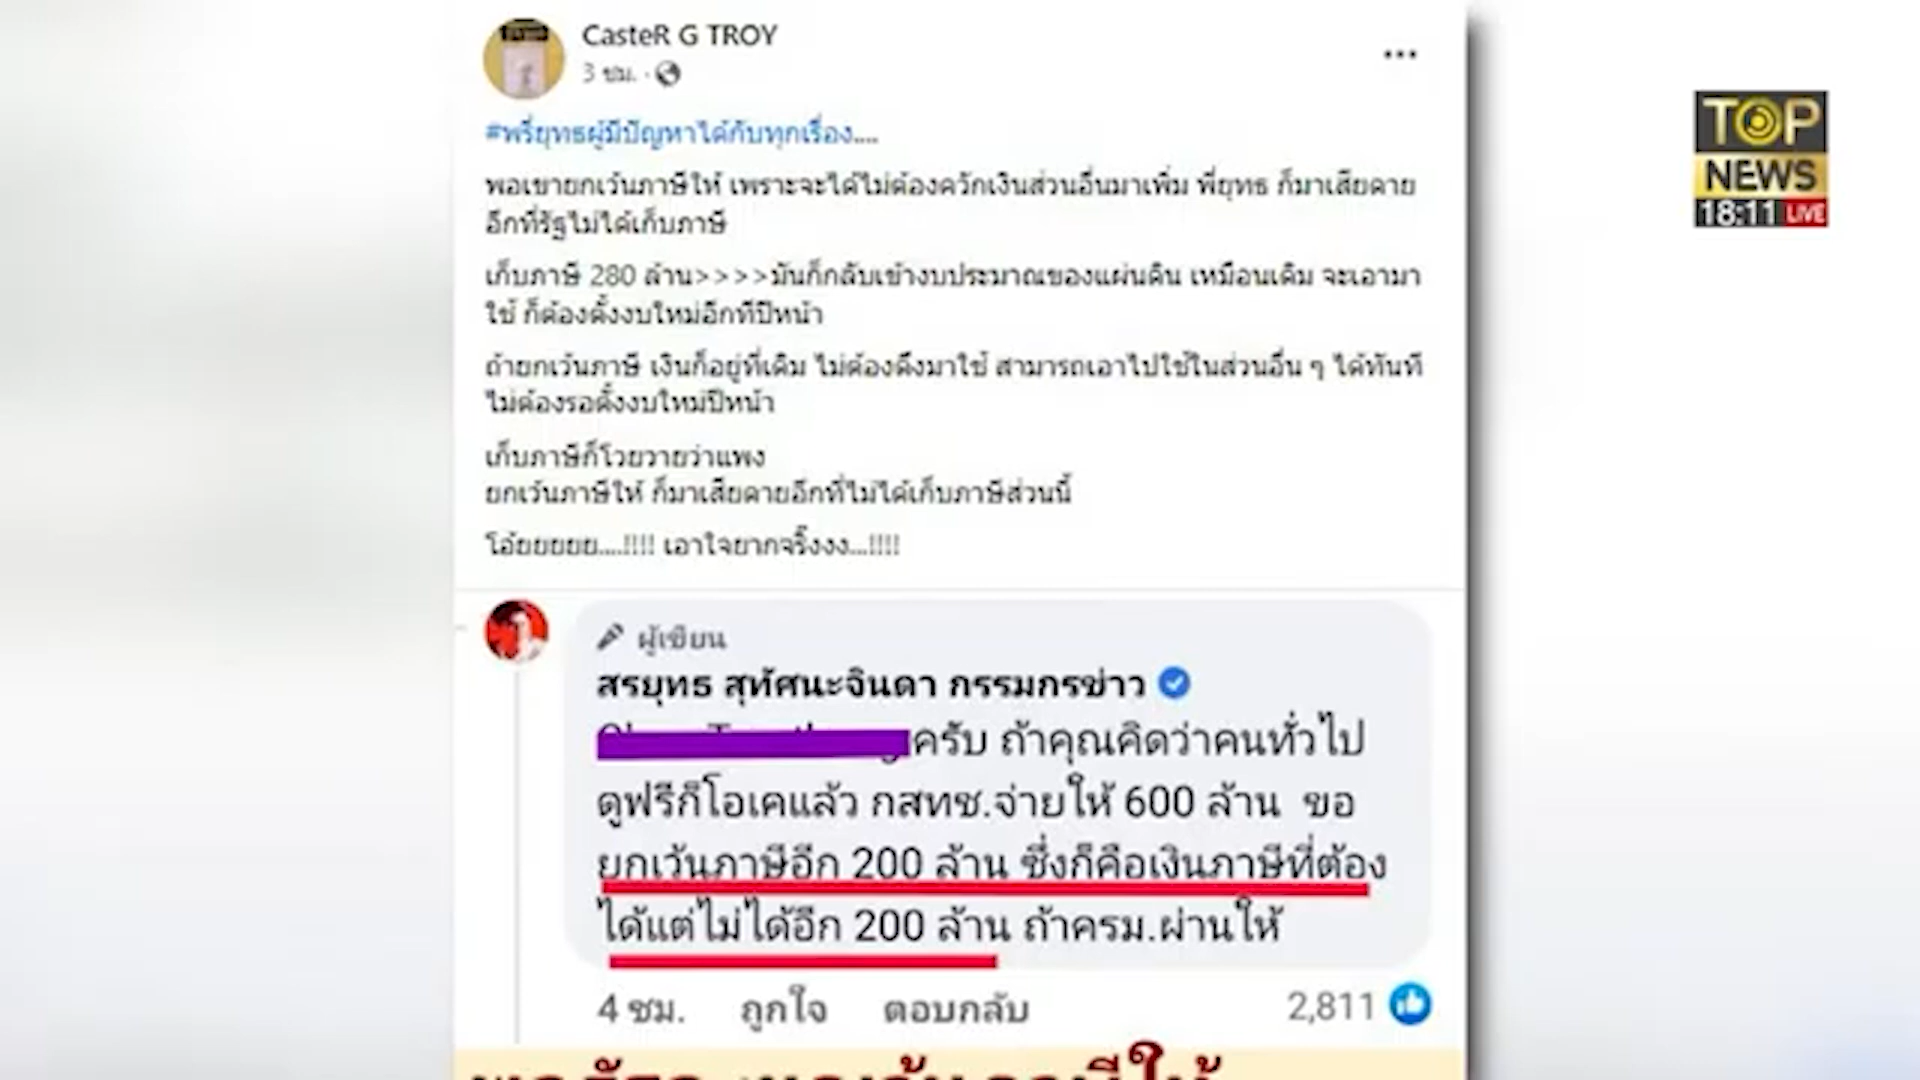 CasteR G TROY
3 ชม.
#พรี่ยุทธผู้มีปัญหาได้กับทุกเรื่อง....
พอเขายกเว้นภาษีให้ เพราะจะได้ไม่ต้องควักเงินส่วนอื่นมาเพิ่ม พี่ยุทธ ก็มาเสียดาย
อีกที่รัฐไม่ได้เก็บภาษี
เก็บภาษี 280 ล้าน>>>>มันก็กลับเข้างบประมาณของแผ่นดิน เหมือนเดิม จะเอามา
ใช้ ก็ต้องตั้งงบใหม่อีกทีปีหน้า
ถ้ายกเว้นภาษี เงินก็อยู่ที่เดิม ไม่ต้องดึงมาใช้ สามารถเอาไปใช้ในส่วนอื่น ๆ ได้ทันที
ไม่ต้องรอตั้งงบใหม่ปีหน้า
เก็บภาษีก็โวยวายว่าแพง
ยกเว้นภาษีให้ ก็มาเสียดายอีกที่ไม่ได้เก็บภาษีส่วนนี้
โอ้ยยยยย....!!!! เอาใจยากจริ๊งงง...!!!!
ผู้เขียน
สรยุทธ สุทัศนะจินดา กรรมกรข่าว
ครับ ถ้าคุณคิดว่าคนทั่วไป
ดูฟรีก็โอเคแล้ว กสทช.จ่ายให้ 600 ล้าน ขอ
ยกเว้นภาษีอีก 200 ล้าน ซึ่งก็คือเงินภาษีที่ต้อง
ได้แต่ไม่ได้อีก 200 ล้าน ถ้าครม.ผ่านให้
4 ชม. ถูกใจ ตอบกลับ 2,811
TOP
NEWS
18:11 LIVE